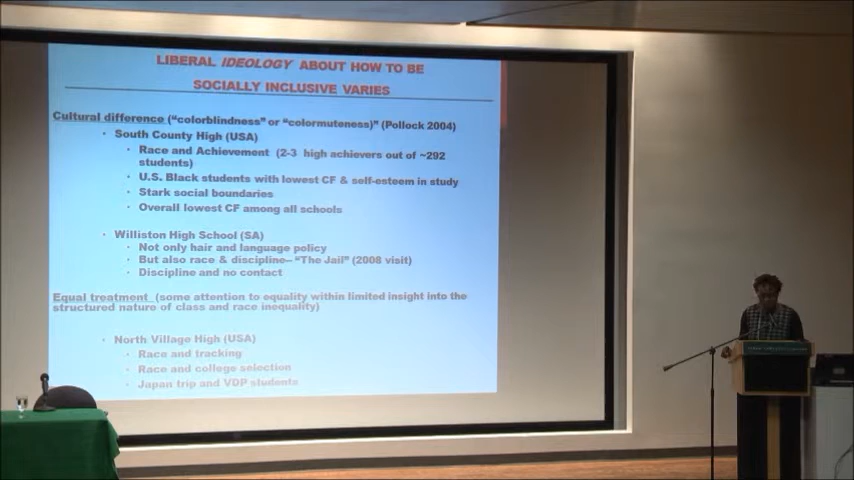 LIBERAL IDEOLOGY ABOUT HOW TO BE
SOCIALLY INCLUSIVE VARIES
Cultural difference ("colorblindness" or "colormuteness)" (Pollock 2004)
• South County High (USA)
• Race and Achievement (2-3 high achievers out of ~292
students)
• U.S. Black students with lowest CF & self-esteem in study
• Stark social boundaries
• Overall lowest CF among all schools
• Williston High School (SA)
• Not only hair and language policy
• But also race & discipline– "The Jail" (2008 visit)
• Discipline and no contact
Equal treatment (some attention to equality within limited insight into the
structured nature of class and race inequality)
• North Village High (USA)
• Race and tracking
• Race and college selection
• Japan trip and VDP students